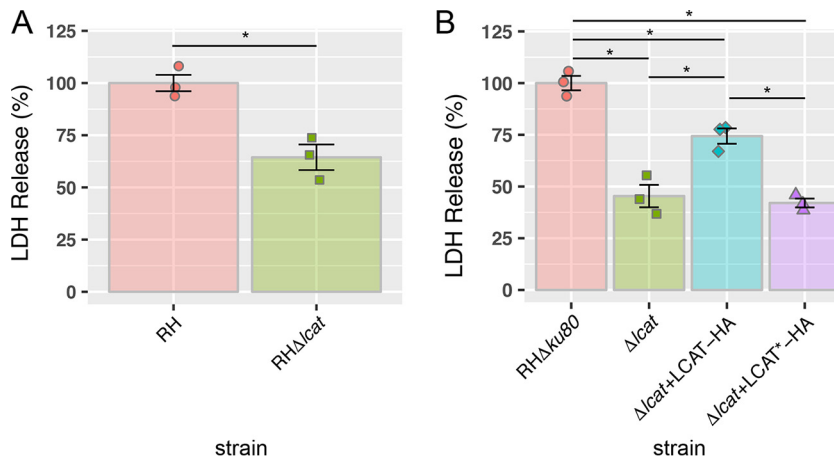 A
LDH Release (%)
125
100
75
50
25
0
*
RH
RHΔlcat
strain
B
LDH Release (%)
125
100
75
50
25
0
*
*
*
*
*
RHΔku80
Δlcat
Δlcat+LCAT−HA
Δlcat+LCAT*−HA
strain